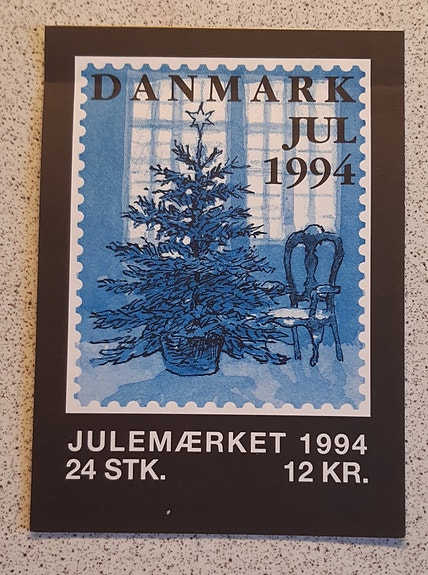 DANMARK
JUL
1994
JULEMÆRKET 1994
24 STK. 12 KR.